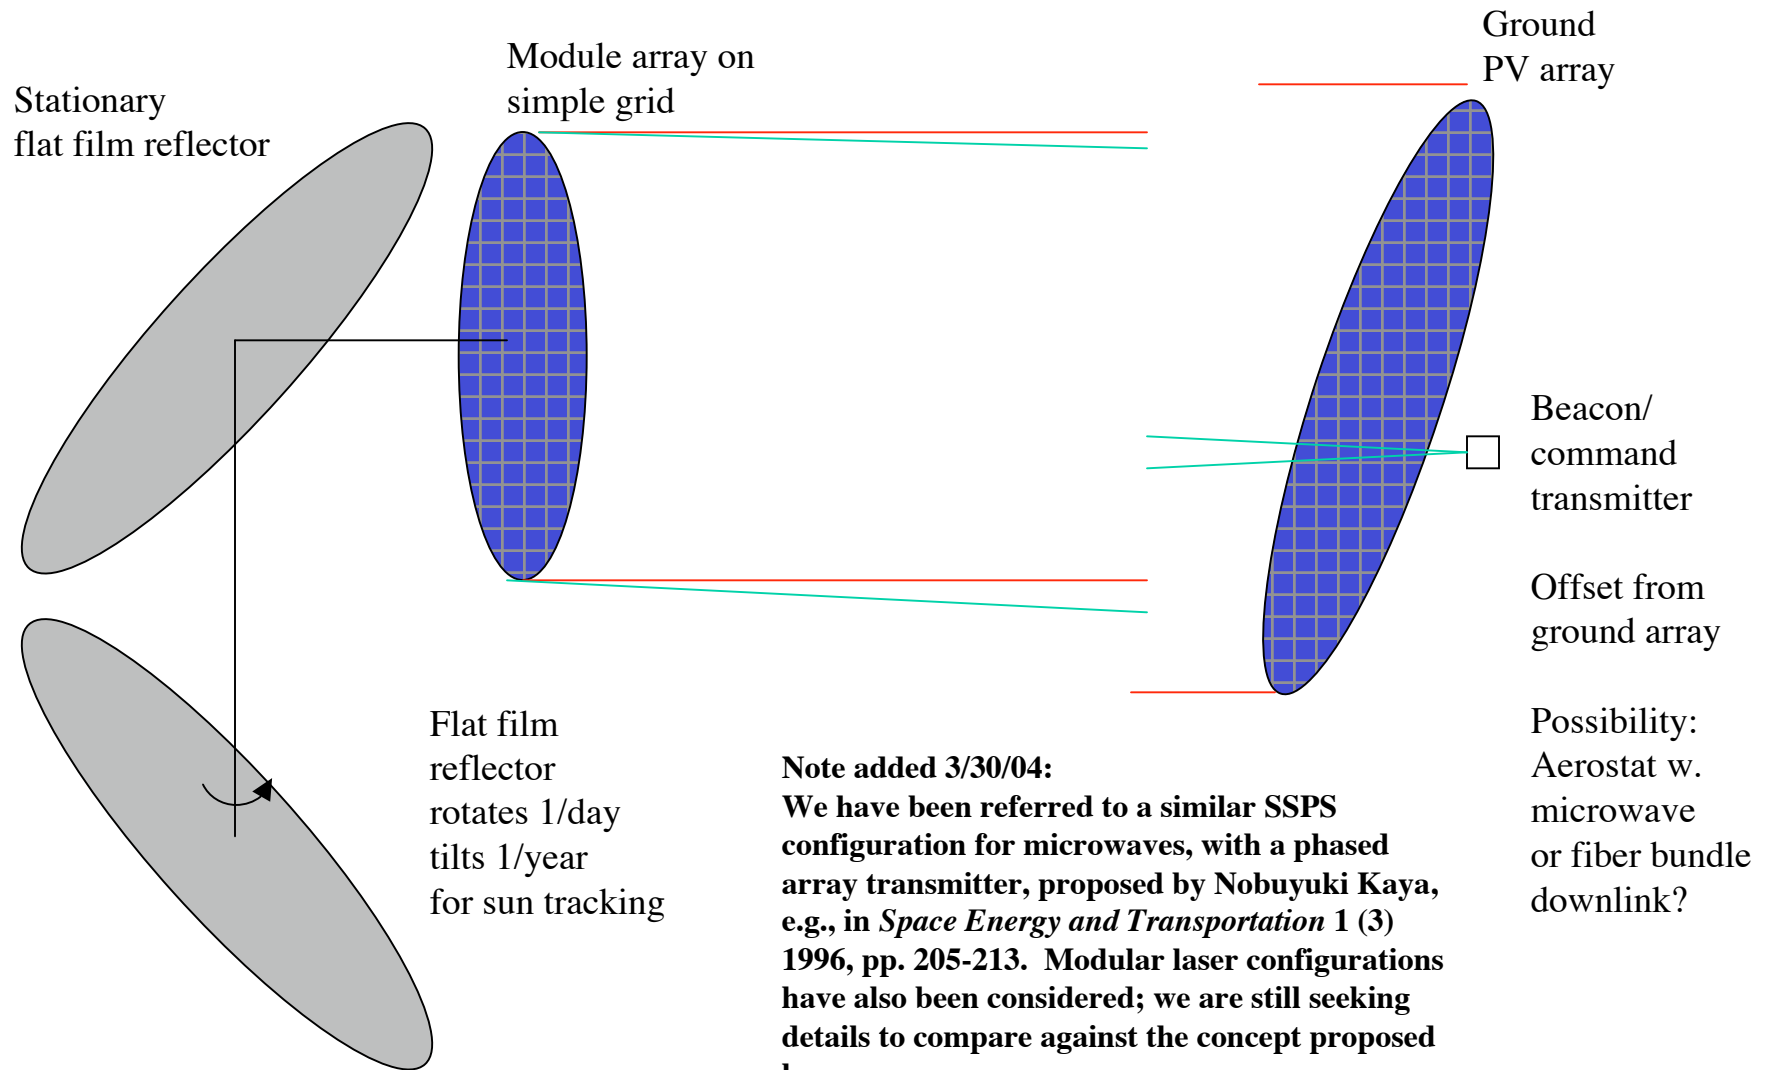 Stationary
flat film reflector
Module array on
simple grid
Ground
PV array
Beacon/
command
transmitter
Offset from
ground array
Possibility:
Aerostat w.
microwave
or fiber bundle
downlink?
Flat film
reflector
rotates 1/day
tilts 1/year
for sun tracking
Note added 3/30/04:
We have been referred to a similar SSPS
configuration for microwaves, with a phased
array transmitter, proposed by Nobuyuki Kaya,
e.g., in Space Energy and Transportation 1 (3)
1996, pp. 205-213.  Modular laser configurations
have also been considered; we are still seeking
details to compare against the concept proposed